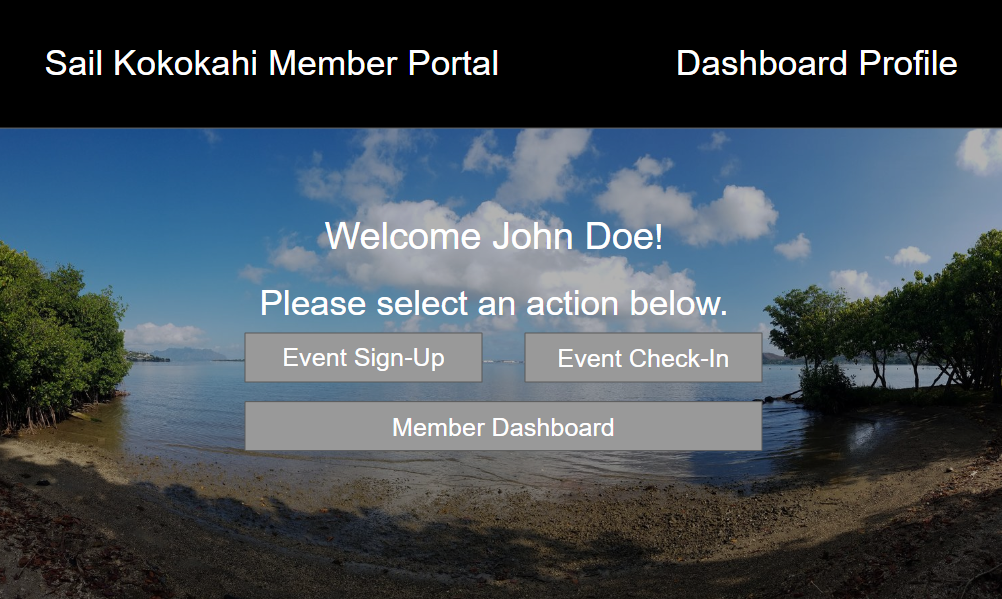 Sail Kokokahi Member Portal
Dashboard Profile
Welcome John Doe!
Please select an action below.
Event Sign-Up
Event Check-In
Member Dashboard